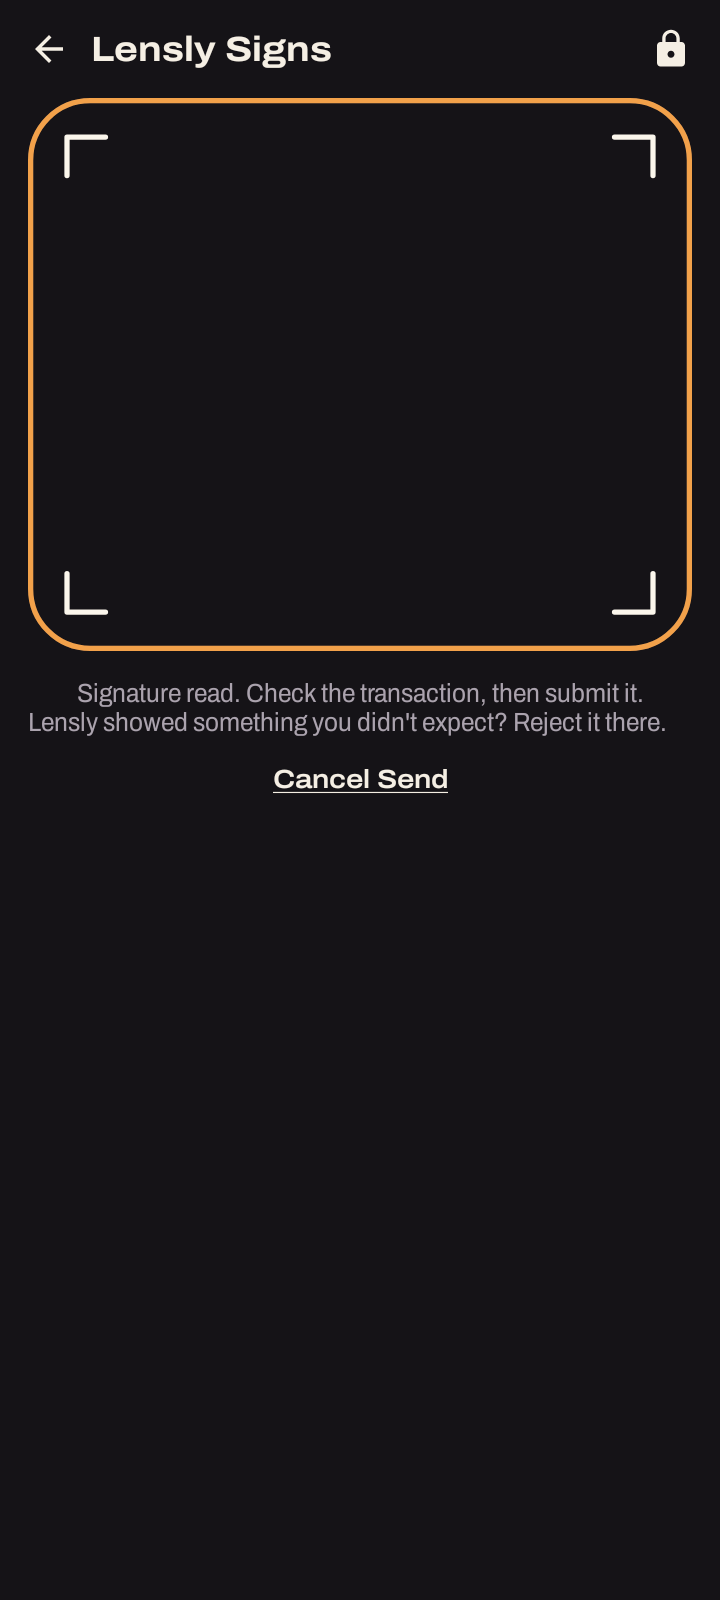 Lensly Signs
Signature read. Check the transaction, then submit it.
Lensly showed something you didn't expect? Reject it there.
Cancel Send